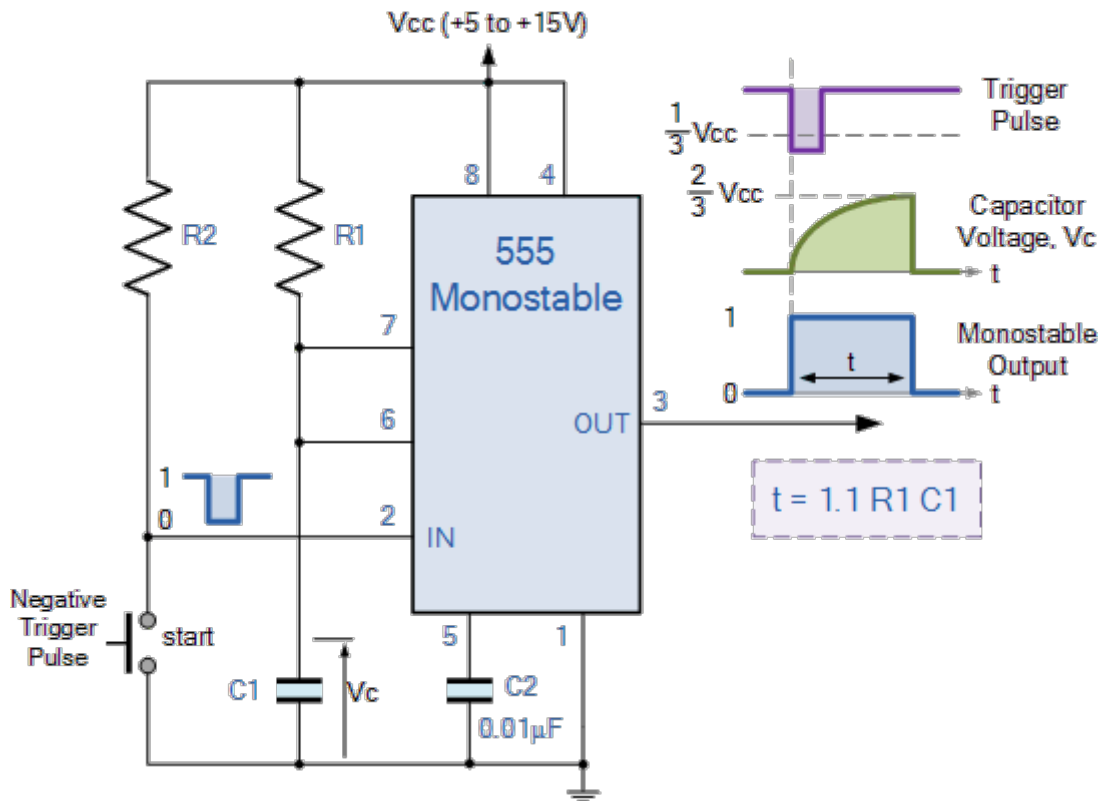 Vcc (+5 to +15V)
Trigger
Pulse
1/3 Vcc
8
4
2/3 Vcc
Capacitor
Voltage, Vc
t
R2
R1
555
Monostable
7
1
Monostable
Output
t
0
t
6
OUT
3
1
0
t = 1.1 R1 C1
2
IN
Negative
Trigger
Pulse
start
5
1
C1
Vc
C2
0.01µF